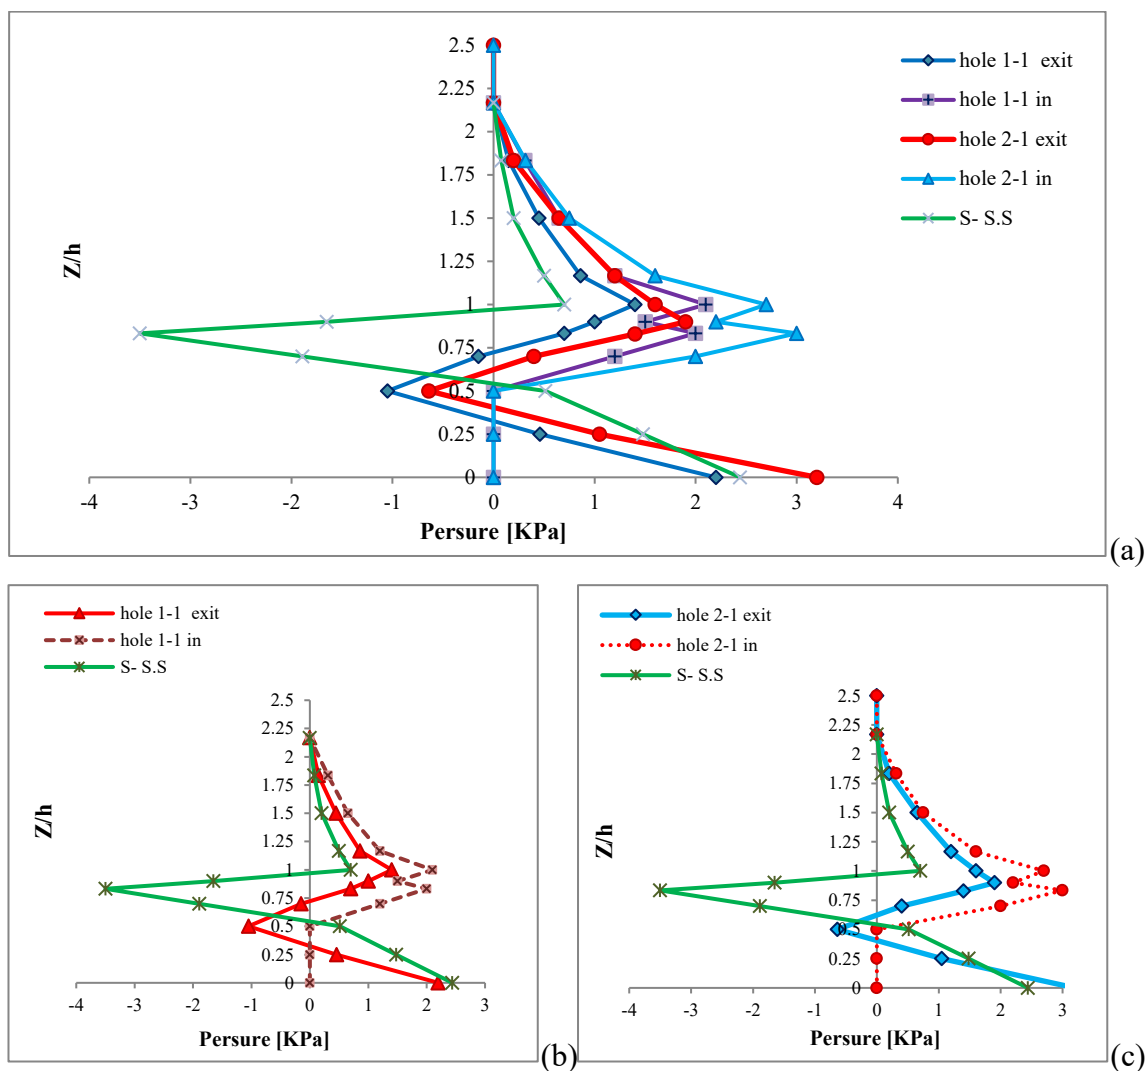 2.5
2.25
2
1.75
1.5
1.25
1
0.75
0.5
0.25
0
Z/h
-4 -3 -2 -1 0 1 2 3 4
Persure [KPa]
hole 1-1 exit
hole 1-1 in
hole 2-1 exit
hole 2-1 in
S- S.S
(a)
hole 1-1 exit
hole 1-1 in
S- S.S
2.5
2.25
2
1.75
1.5
1.25
1
0.75
0.5
0.25
0
Z/h
-4 -3 -2 -1 0 1 2 3
Persure [KPa]
(b)
hole 2-1 exit
hole 2-1 in
S- S.S
2.5
2.25
2
1.75
1.5
1.25
1
0.75
0.5
0.25
0
Z/h
-4 -3 -2 -1 0 1 2 3
Persure [KPa]
(c)